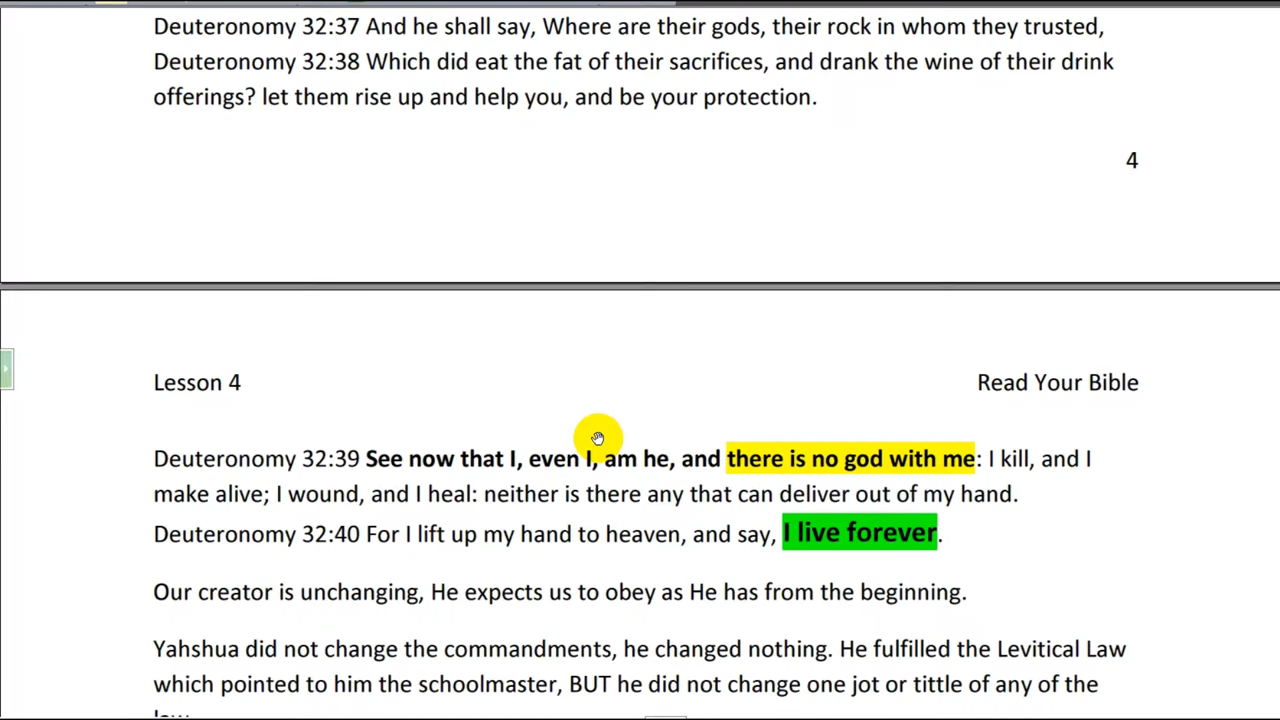 Deuteronomy 32:37 And he shall say, Where are their gods, their rock in whom they trusted,
Deuteronomy 32:38 Which did eat the fat of their sacrifices, and drank the wine of their drink
offerings? let them rise up and help you, and be your protection.
4
Lesson 4 Read Your Bible
Deuteronomy 32:39 See now that I, even I, am he, and there is no god with me: I kill, and I
make alive; I wound, and I heal: neither is there any that can deliver out of my hand.
Deuteronomy 32:40 For I lift up my hand to heaven, and say, I live forever.
Our creator is unchanging, He expects us to obey as He has from the beginning.
Yahshua did not change the commandments, he changed nothing. He fulfilled the Levitical Law
which pointed to him the schoolmaster, BUT he did not change one jot or tittle of any of the